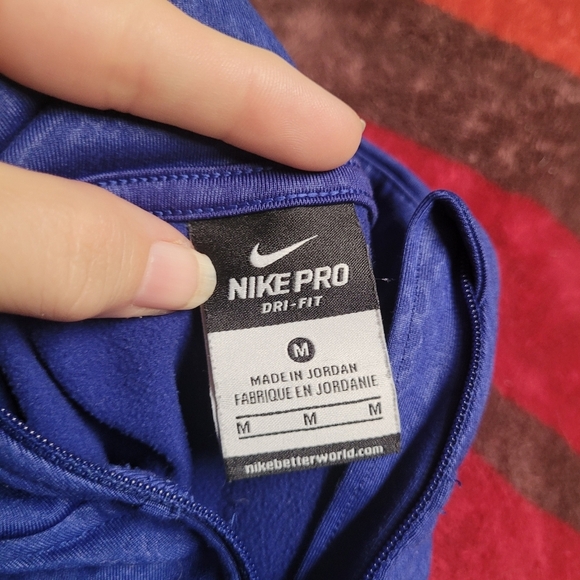 NIKE PRO
DRI-FIT
M
MADE IN JORDAN
FABRIQUE EN JORDANIE
M M M
nikebetterworld.com